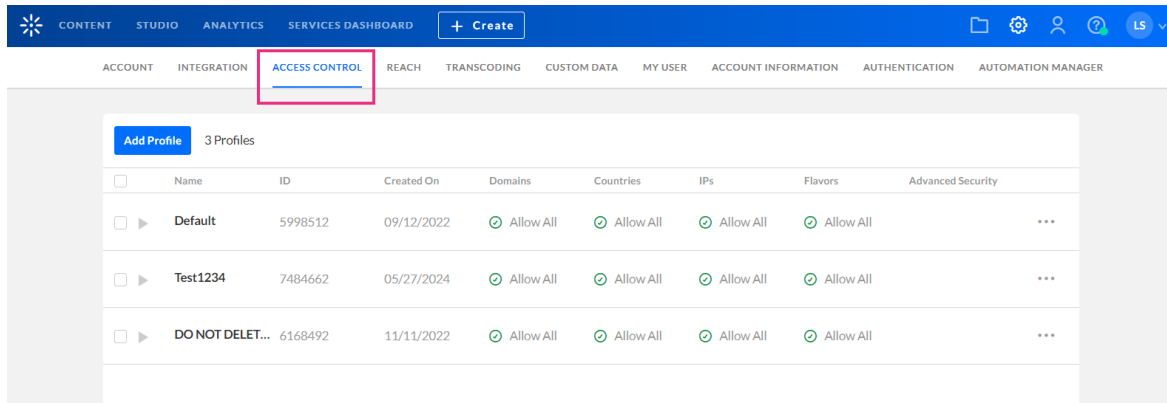 CONTENT STUDIO ANALYTICS SERVICES DASHBOARD + Create LS
ACCOUNT INTEGRATION ACCESS CONTROL REACH TRANSCODING CUSTOM DATA MY USER ACCOUNT INFORMATION AUTHENTICATION AUTOMATION MANAGER
Add Profile 3 Profiles
Name ID Created On Domains Countries IPs Flavors Advanced Security
Default 5998512 09/12/2022 Allow All Allow All Allow All Allow All
Test1234 7484662 05/27/2024 Allow All Allow All Allow All Allow All
DO NOT DELET... 6168492 11/11/2022 Allow All Allow All Allow All Allow All